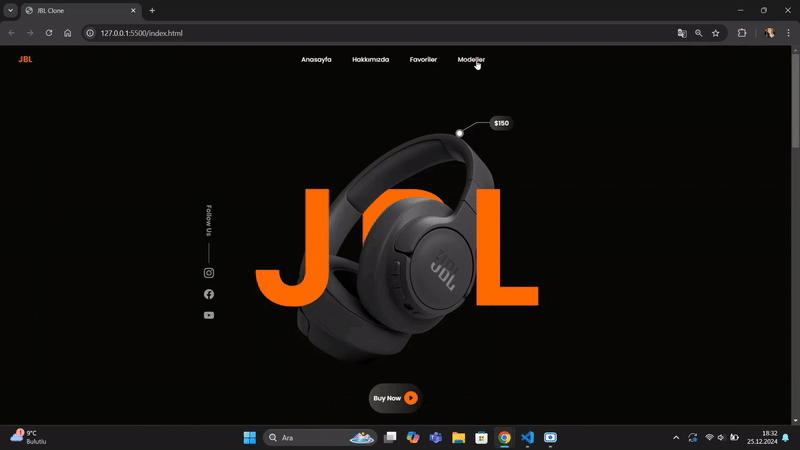 JBL Clone
127.0.0.1:5500/index.html
JBL
Anasayfa Hakkımızda Favoriler Modeller
$150
Follow Us
JBL
JBL
Buy Now
1
9°C
Bulutlu
Ara
18:32
25.12.2024